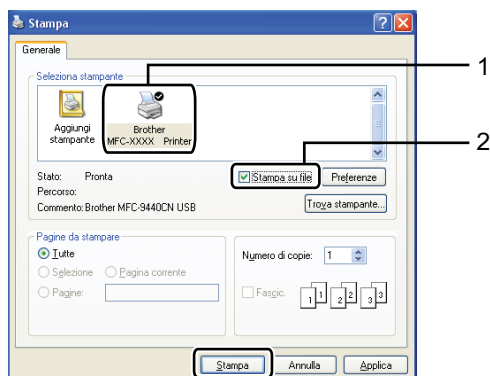 Stampa
Generale
Seleziona stampante
1
Aggiungi stampante
Brother MFC-XXXX Printer
2
Stato: Pronta
Stampa su file
Preferenze
Percorso:
Commento: Brother MFC-9440CN USB
Trova stampante...
Pagine da stampare
Tutte
Numero di copie: 1
Selezione Pagina corrente
Pagine:
Fascic.
1 1 2 2 3 3
Stampa Annulla Applica